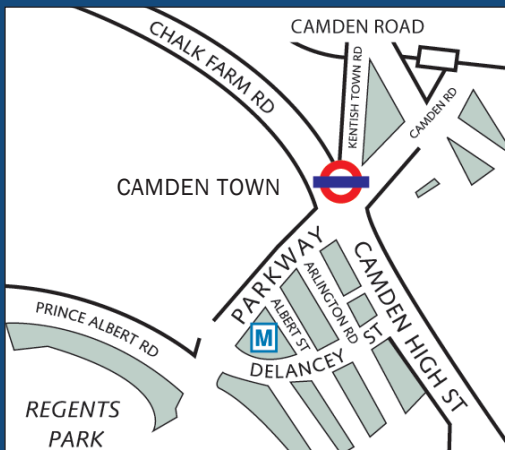 CAMDEN ROAD
CHALK FARM RD
KENTISH TOWN RD
CAMDEN RD
CAMDEN TOWN
PARKWAY
CAMDEN HIGH ST
ARLINGTON RD
ALBERT ST
M
DELANCEY ST
PRINCE ALBERT RD
REGENTS
PARK